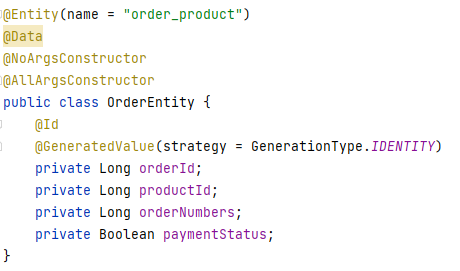 @Entity(name = "order_product")
@Data
@NoArgsConstructor
@AllArgsConstructor
public class OrderEntity {
    @Id
    @GeneratedValue(strategy = GenerationType.IDENTITY)
    private Long orderId;
    private Long productId;
    private Long orderNumbers;
    private Boolean paymentStatus;
}